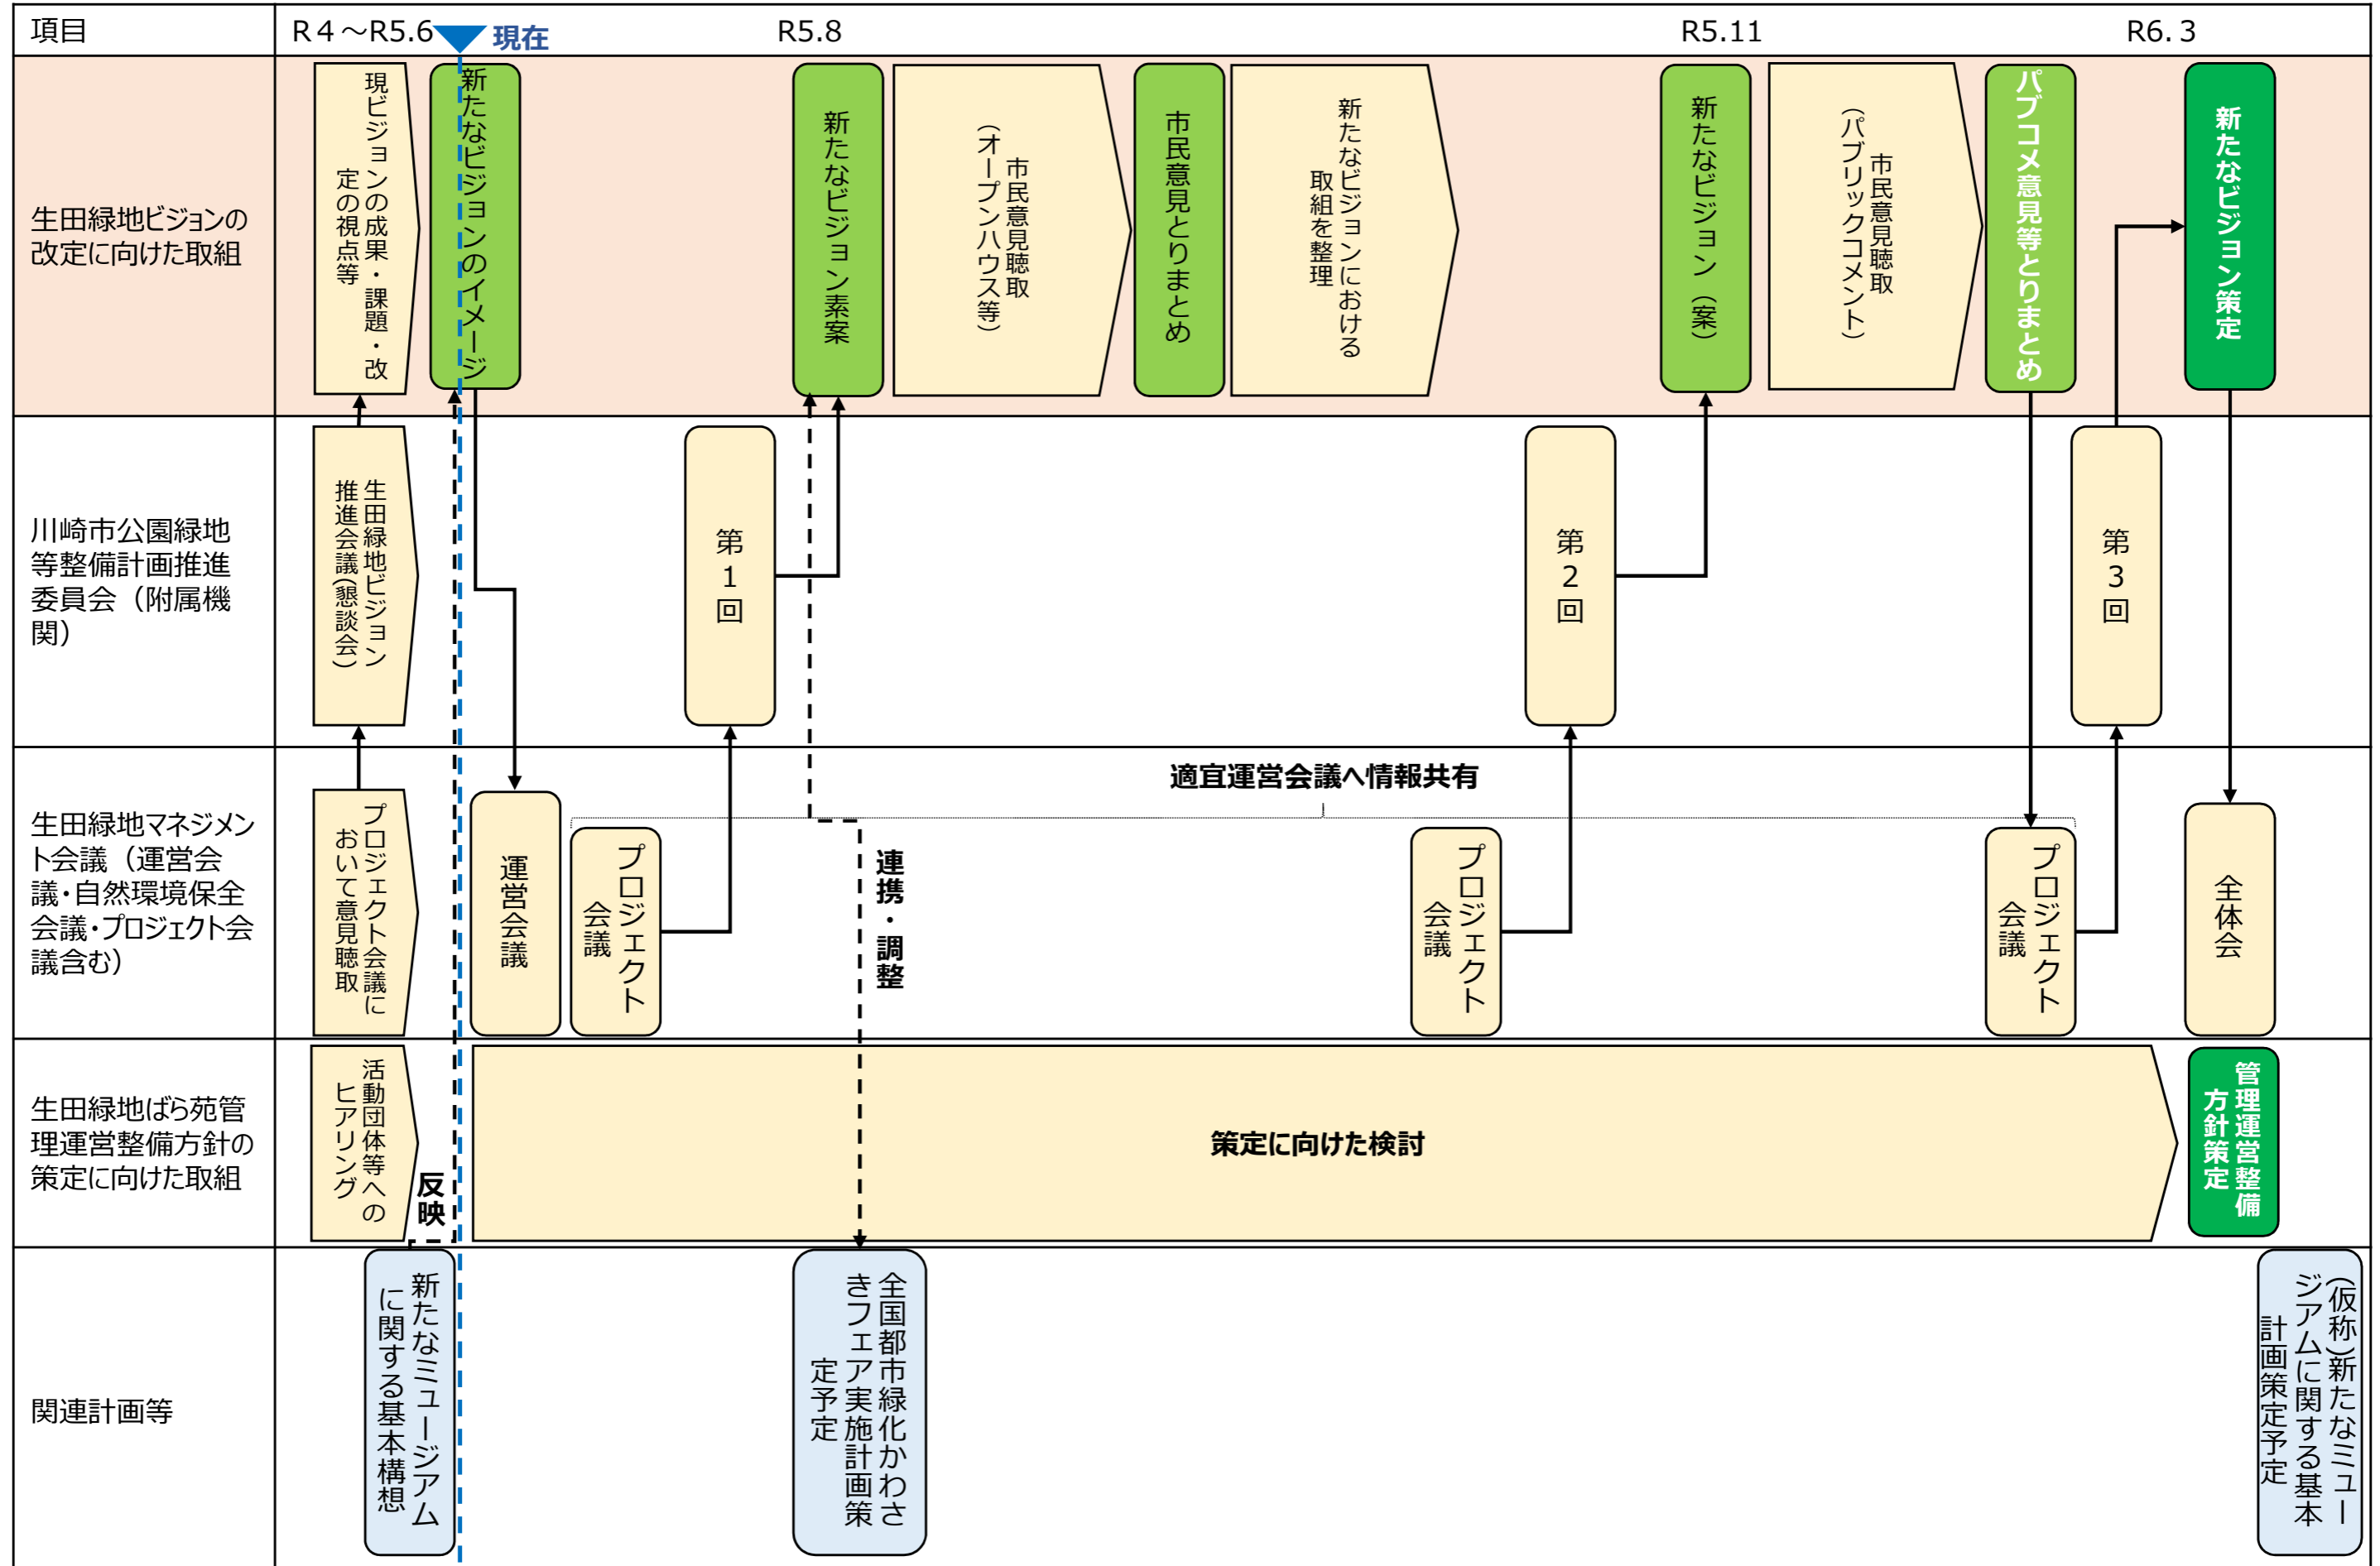 項目
R４～R5.6
現在
R5.8
R5.11
R6.３
生田緑地ビジョンの
改定に向けた取組
現ビジョンの成果・課題・改
定の視点等
新たなビジョンのイメージ
新たなビジョン素案
市民意見聴取
（オープンハウス等）
市民意見とりまとめ
新たなビジョンにおける
取組を整理
新たなビジョン（案）
市民意見聴取
（パブリックコメント）
パブコメ意見等とりまとめ
新たなビジョン策定
川崎市公園緑地
等整備計画推進
委員会（附属機
関）
生田緑地ビジョン
推進会議(懇談会)
第１回
第２回
第３回
生田緑地マネジメン
ト会議（運営会
議・自然環境保全
会議・プロジェクト会
議含む）
プロジェクト会議に
おいて意見聴取
運営会議
プロジェクト
会議
適宜運営会議へ情報共有
連携・調整
プロジェクト
会議
プロジェクト
会議
全体会
生田緑地ばら苑管
理運営整備方針の
策定に向けた取組
活動団体等への
ヒアリング
反映
策定に向けた検討
管理運営整備
方針策定
関連計画等
新たなミュージアム
に関する基本構想
全国都市緑化かわさ
きフェア実施計画策
定予定
(仮称)新たなミュー
ジアムに関する基本
計画策定予定